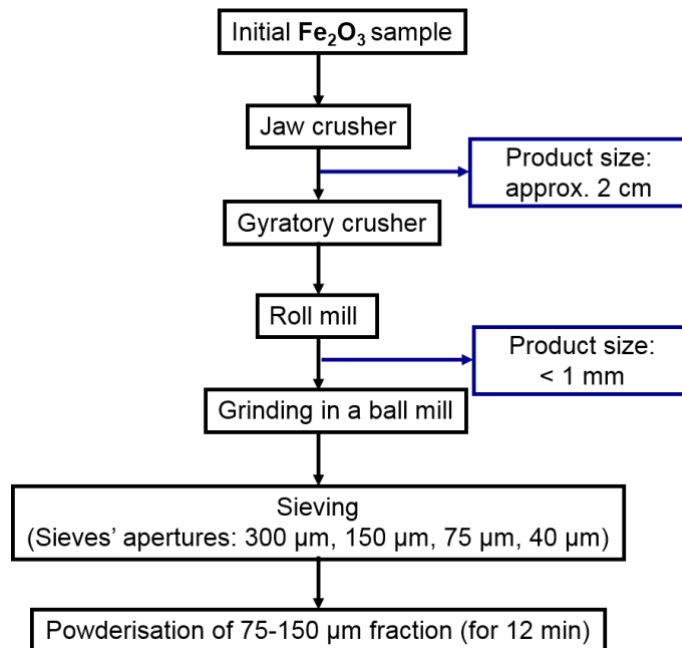 Initial Fe₂O₃ sample
Jaw crusher
Product size:
approx. 2 cm
Gyratory crusher
Roll mill
Product size:
< 1 mm
Grinding in a ball mill
Sieving
(Sieves’ apertures: 300 μm, 150 μm, 75 μm, 40 μm)
Powderisation of 75-150 μm fraction (for 12 min)